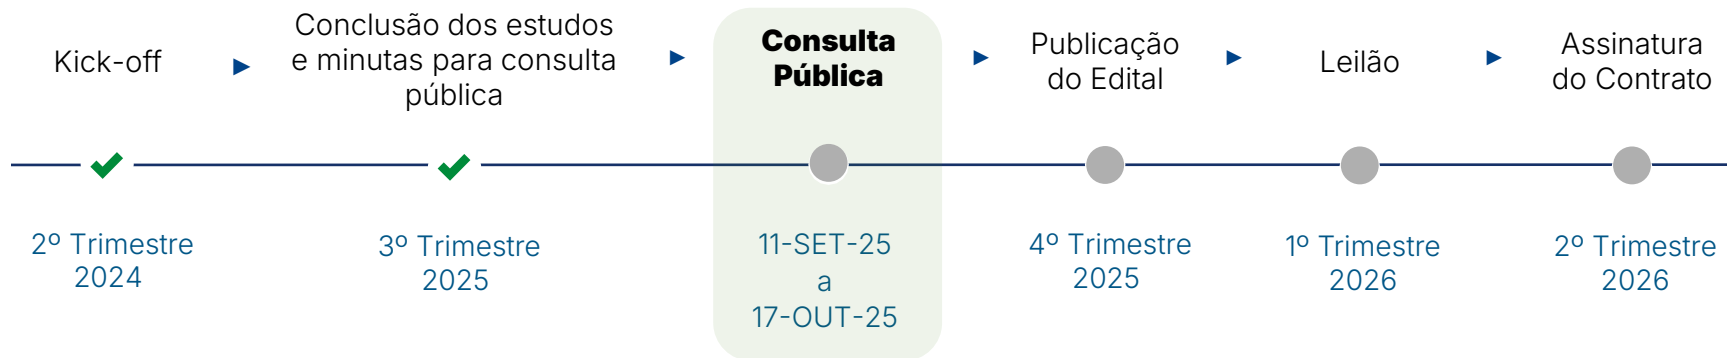 Kick-off
Conclusão dos estudos
e minutas para consulta
pública
Consulta
Pública
Publicação
do Edital
Leilão
Assinatura
do Contrato
2º Trimestre
2024
3º Trimestre
2025
11-SET-25
a
17-OUT-25
4º Trimestre
2025
1º Trimestre
2026
2º Trimestre
2026